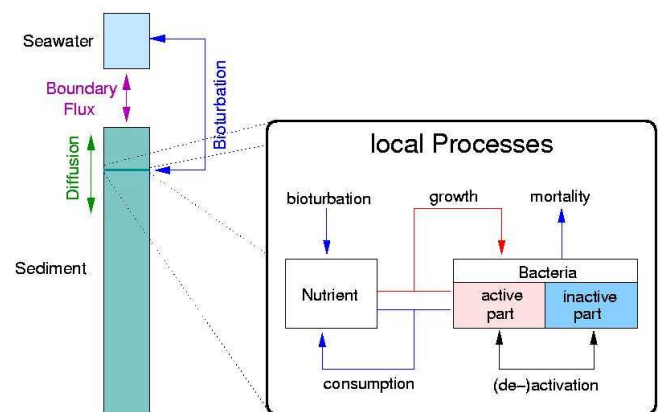 Seawater
Boundary
Flux
Bioturbation
Diffusion
Sediment
local Processes
bioturbation
growth
mortality
Nutrient
Bacteria
active
part
inactive
part
consumption
(de-)activation